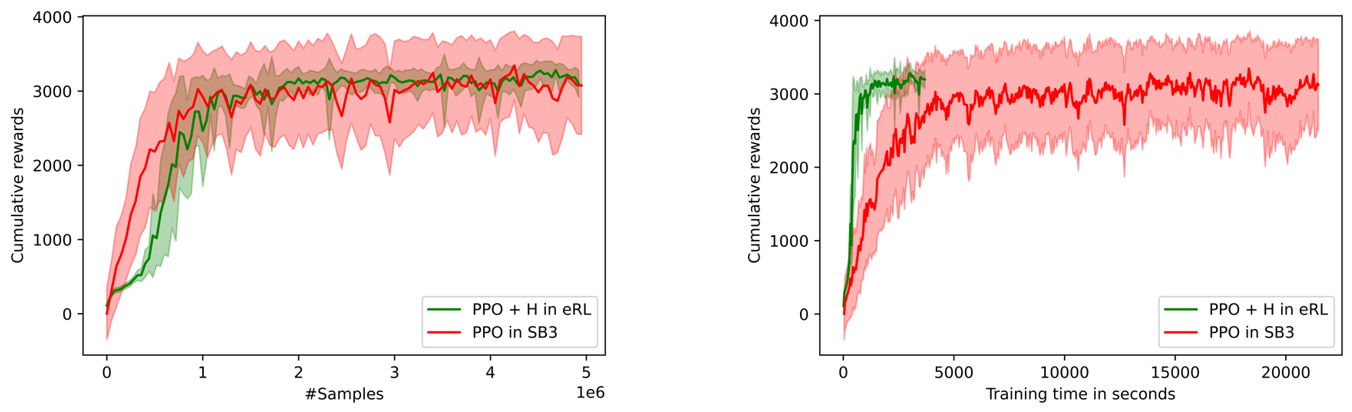 4000
3000
2000
1000
0
Cumulative rewards
0 1 2 3 4 5
1e6
#Samples
PPO + H in eRL
PPO in SB3
4000
3000
2000
1000
0
Cumulative rewards
0 5000 10000 15000 20000
Training time in seconds
PPO + H in eRL
PPO in SB3